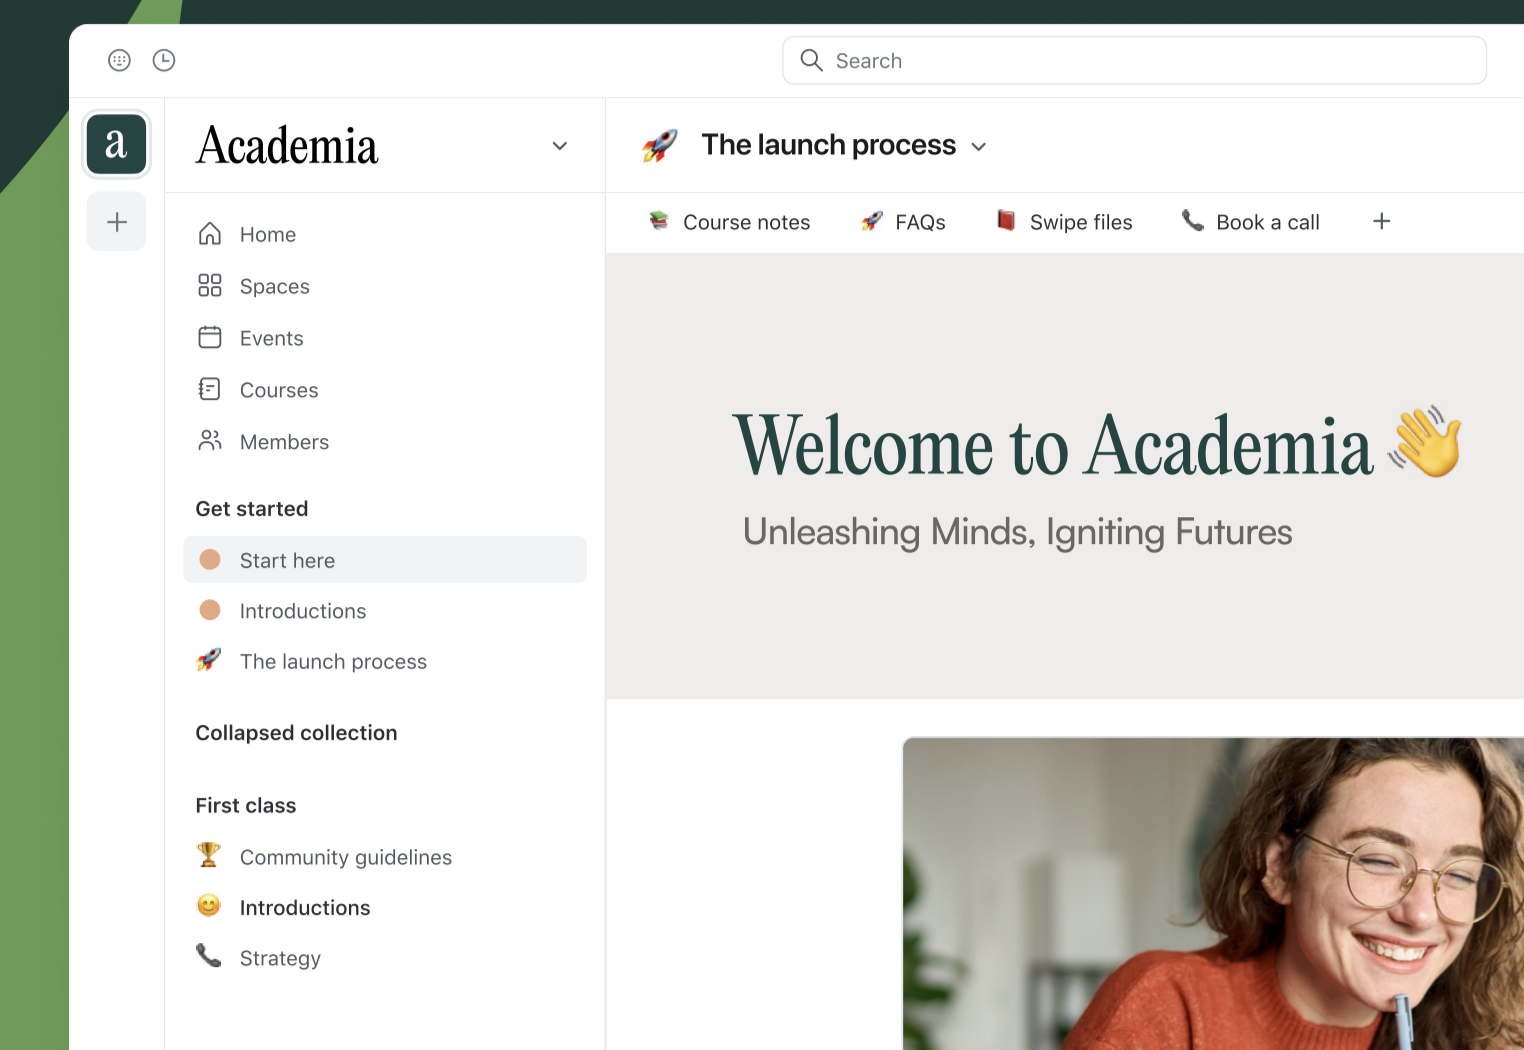 Search
a
Academia
Home
Spaces
Events
Courses
Members
Get started
Start here
Introductions
The launch process
Collapsed collection
First class
Community guidelines
Introductions
Strategy
The launch process
Course notes
FAQs
Swipe files
Book a call
Welcome to Academia 👋
Unleashing Minds, Igniting Futures